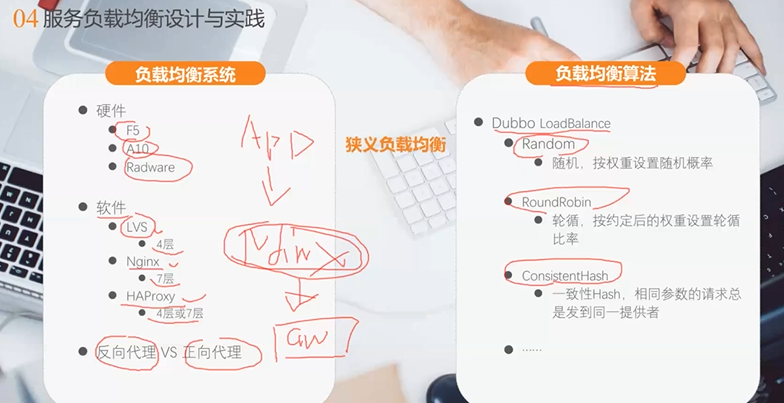 04 服务负载均衡设计与实践
负载均衡系统
硬件
F5
A10
Radware
软件
LVS
4层
Nginx
7层
HAProxy
4层或7层
反向代理 VS 正向代理
APP
Nginx
GW
狭义负载均衡
负载均衡算法
Dubbo LoadBalance
Random
随机，按权重设置随机概率
RoundRobin
轮循，按约定后的权重设置轮循
比率
ConsistentHash
一致性Hash，相同参数的请求总
是发到同一提供者
……